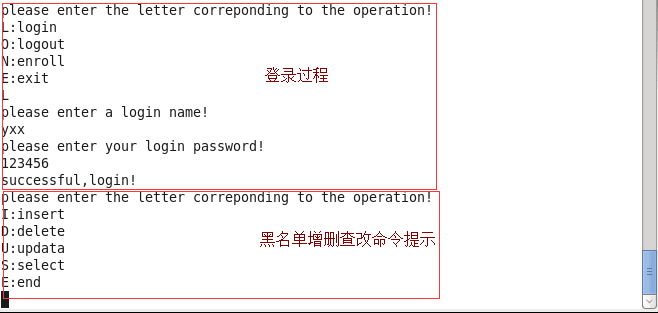 please enter the letter correponding to the operation!
L:login
O:logout
N:enroll
E:exit
登录过程
L
please enter a login name!
yxx
please enter your login password!
123456
successful,login!
please enter the letter correponding to the operation!
I:insert
D:delete
黑名单增删查改命令提示
U:updata
S:select
E:end